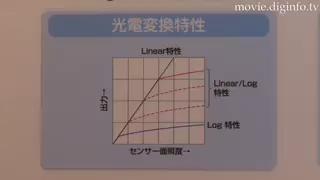 movie.diginfo.tv
光電変換特性
Linear特性
Linear/Log
特性
Log 特性
出力→
センサー面照度→